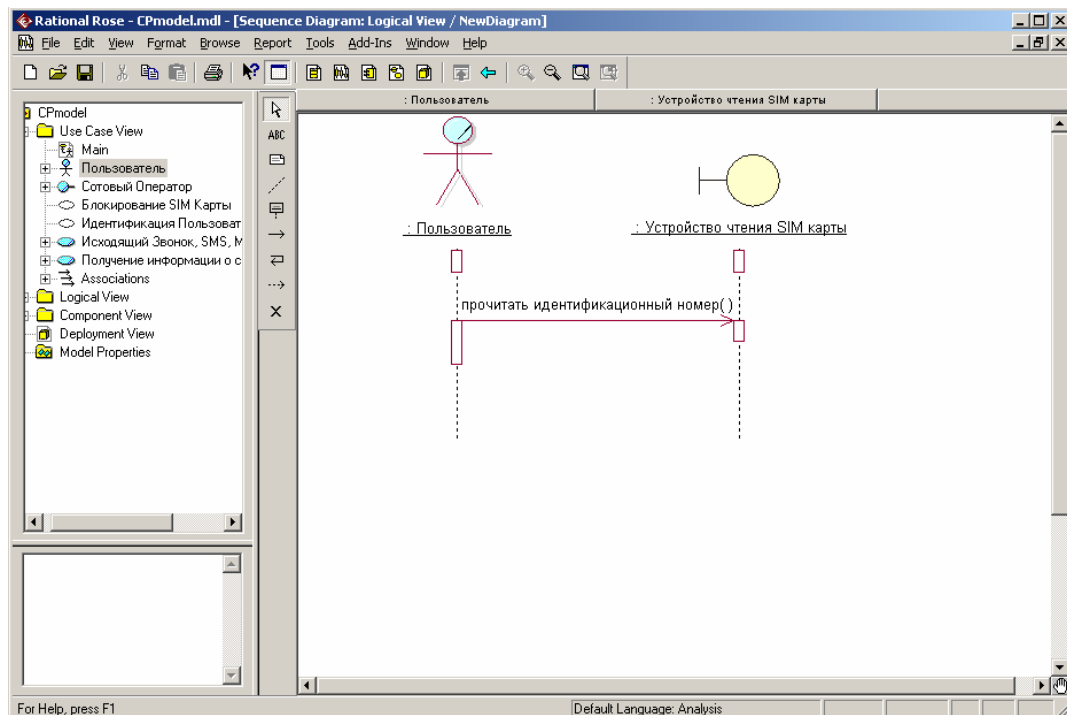 Rational Rose - CPmodel.mdl - [Sequence Diagram: Logical View / NewDiagram]
File Edit View Format Browse Report Tools Add-Ins Window Help
: Пользователь
: Устройство чтения SIM карты
CPmodel
Use Case View
Main
Пользователь
Сотовый Оператор
Блокирование SIM Карты
Идентификация Пользоват
Исходящий Звонок, SMS, M
Получение информации о с
Associations
Logical View
Component View
Deployment View
Model Properties
ABC
: Пользователь
: Устройство чтения SIM карты
прочитать идентификационный номер( )
For Help, press F1
Default Language: Analysis